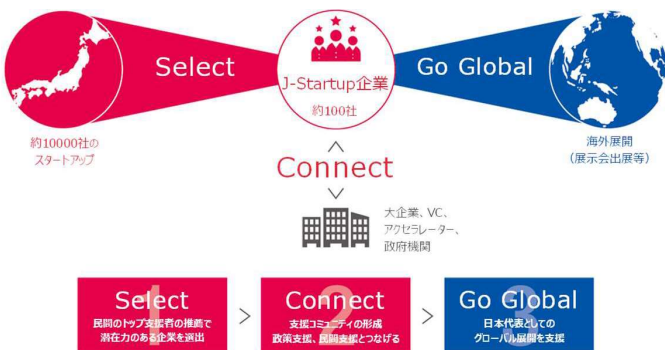 Select
J-Startup企業
約100社
Go Global
約10000社の
スタートアップ
海外展開
(展示会出展等)
Connect
大企業、VC、
アクセラレーター、
政府機関
1
Select
民間のトップ支援者の推薦で
潜在力のある企業を選出
>
2
Connect
支援コミュニティの形成
政策支援、民間支援とつなげる
>
3
Go Global
日本代表としての
グローバル展開を支援